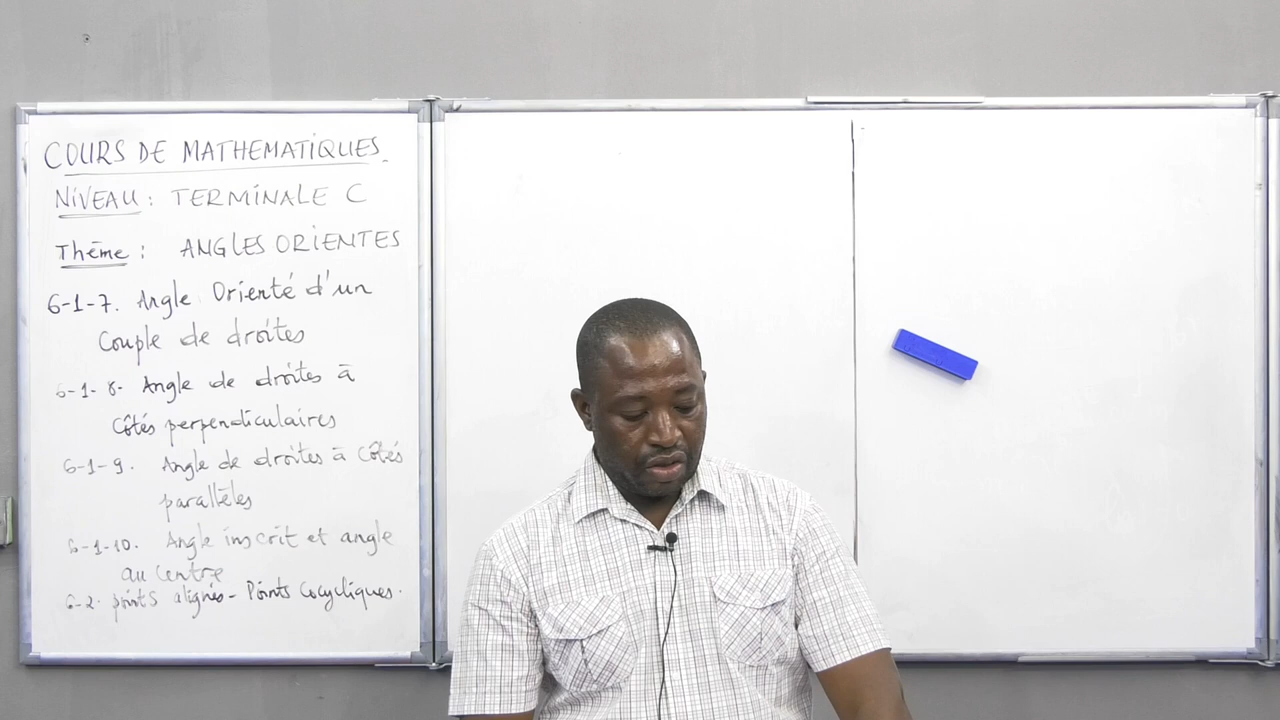 COURS DE MATHEMATIQUES.
NiVEAU : TERMINALE C
Thème : ANGLES ORIENTES
6-1-7. Angle Orienté d'un
Couple de droites
6-1-8. Angle de droites à
Côtés perpendiculaires
6-1-9. Angle de droites à Côtés
parallèles
6-1-10. Angle inscrit et angle
au Centre
6-2. points alignés - Points Cocycliques.